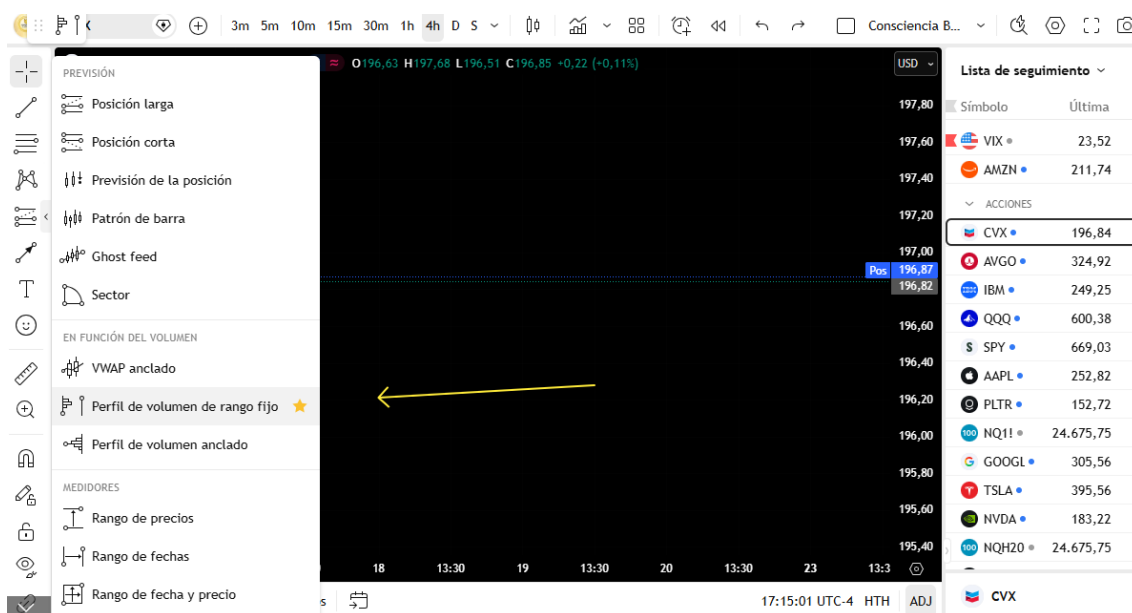 3m 5m 10m 15m 30m 1h 4h D S
Consciencia B...
O196,63 H197,68 L196,51 C196,85 +0,22 (+0,11%)
USD
PREVISIÓN
Posición larga
Posición corta
Previsión de la posición
Patrón de barra
Ghost feed
Sector
EN FUNCIÓN DEL VOLUMEN
VWAP anclado
Perfil de volumen de rango fijo
Perfil de volumen anclado
MEDIDORES
Rango de precios
Rango de fechas
Rango de fecha y precio
197,80
197,60
197,40
197,20
197,00
Pos 196,87
196,82
196,60
196,40
196,20
196,00
195,80
195,60
195,40
18 13:30 19 13:30 20 13:30 23 13:3
17:15:01 UTC-4 HTH ADJ
Lista de seguimiento
Símbolo Última
VIX 23,52
AMZN 211,74
ACCIONES
CVX 196,84
AVGO 324,92
IBM 249,25
QQQ 600,38
SPY 669,03
AAPL 252,82
PLTR 152,72
NQ1! 24.675,75
GOOGL 305,56
TSLA 395,56
NVDA 183,22
NQH20 24.675,75
CVX